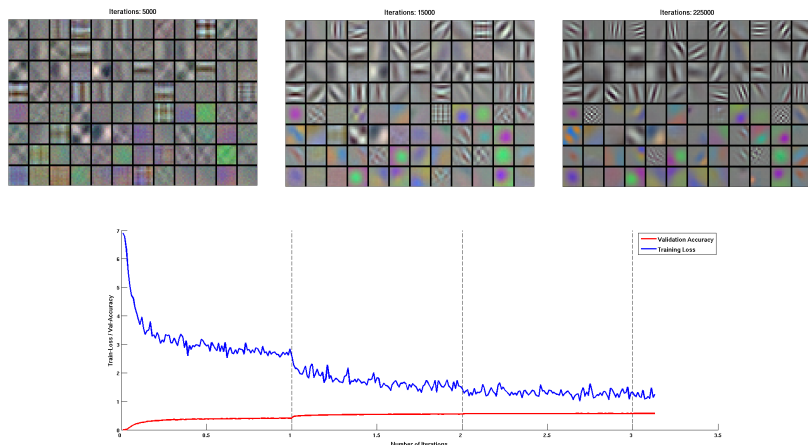 Iterations: 5000
Iterations: 15000
Iterations: 225000
Train-Loss / Val-Accuracy
7
6
5
4
3
2
1
0
0
0.5
1
1.5
2
2.5
3
3.5
Number of Iterations
Validation Accuracy
Training Loss